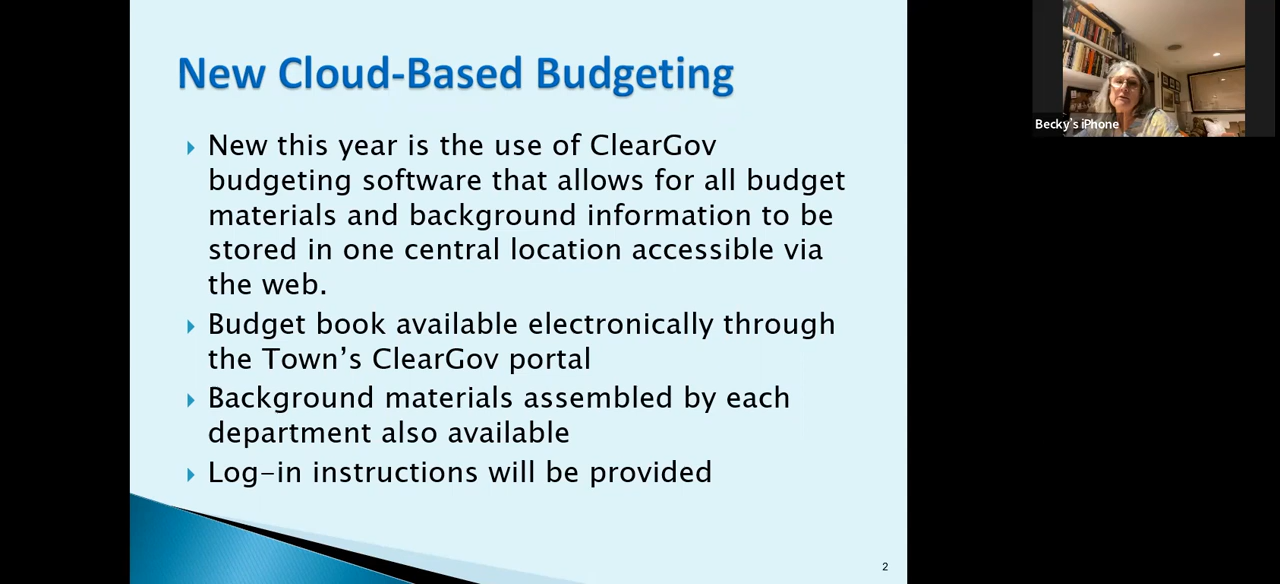 New Cloud-Based Budgeting
New this year is the use of ClearGov
budgeting software that allows for all budget
materials and background information to be
stored in one central location accessible via
the web.
Budget book available electronically through
the Town’s ClearGov portal
Background materials assembled by each
department also available
Log-in instructions will be provided
2
Becky's iPhone